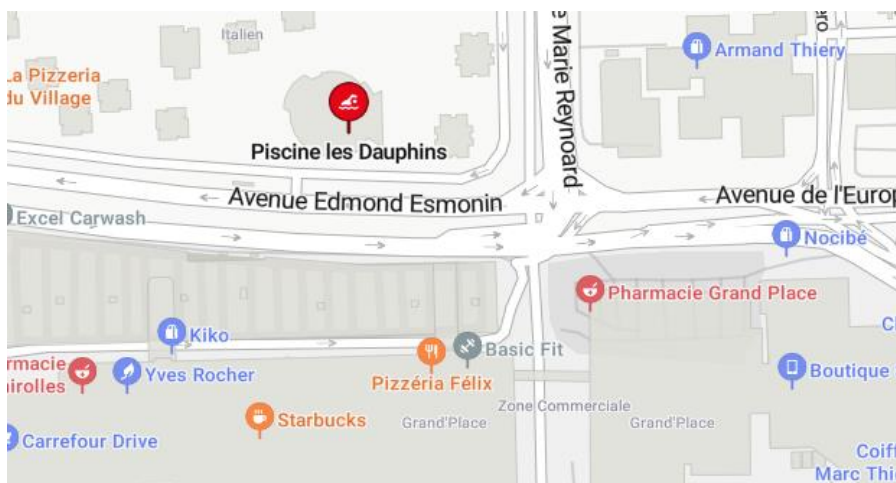 Italien
La Pizzeria
du Village
Piscine les Dauphins
Marie Reynoard
Armand Thiery
Avenue Edmond Esmonin
Avenue de l'Europ
Excel Carwash
Nocibé
Pharmacie Grand Place
Kiko
Basic Fit
Yves Rocher
Pizzéria Félix
Boutique
Starbucks
Grand'Place
Zone Commerciale
Grand'Place
Carrefour Drive
Coiff
Marc Thi